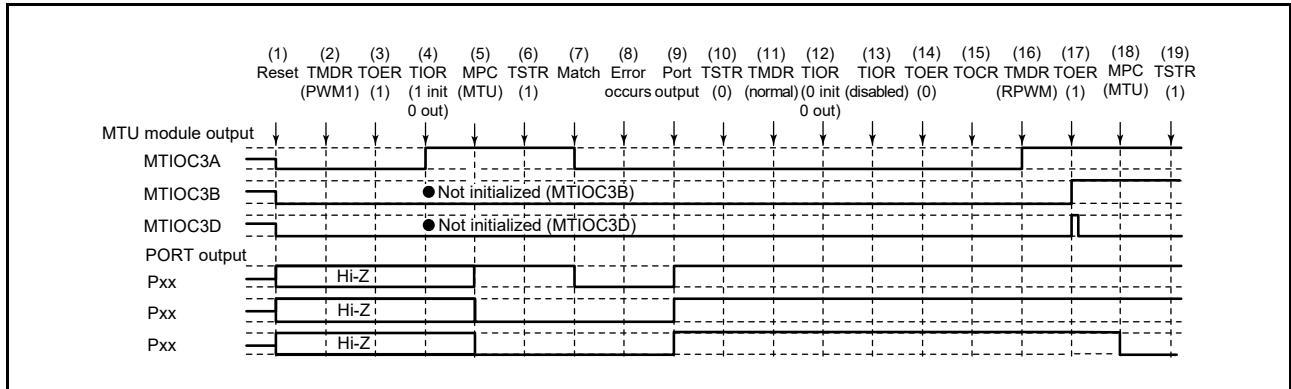 (1) (2) (3) (4) (5) (6) (7) (8) (9) (10) (11) (12) (13) (14) (15) (16) (17) (18) (19)
Reset TMDR TOER TIOR MPC TSTR Match Error Port TSTR TMDR TIOR TIOR TOER TOCR TMDR TOER MPC TSTR
(PWM1) (1) (1 init (MTU) (1) occurs output (0) (normal) (0 init (disabled) (0) (RPWM) (1) (MTU) (1)
0 out) 0 out)
MTU module output
MTIOC3A
MTIOC3B ●Not initialized (MTIOC3B)
MTIOC3D ●Not initialized (MTIOC3D)
PORT output
Pxx Hi-Z
Pxx Hi-Z
Pxx Hi-Z